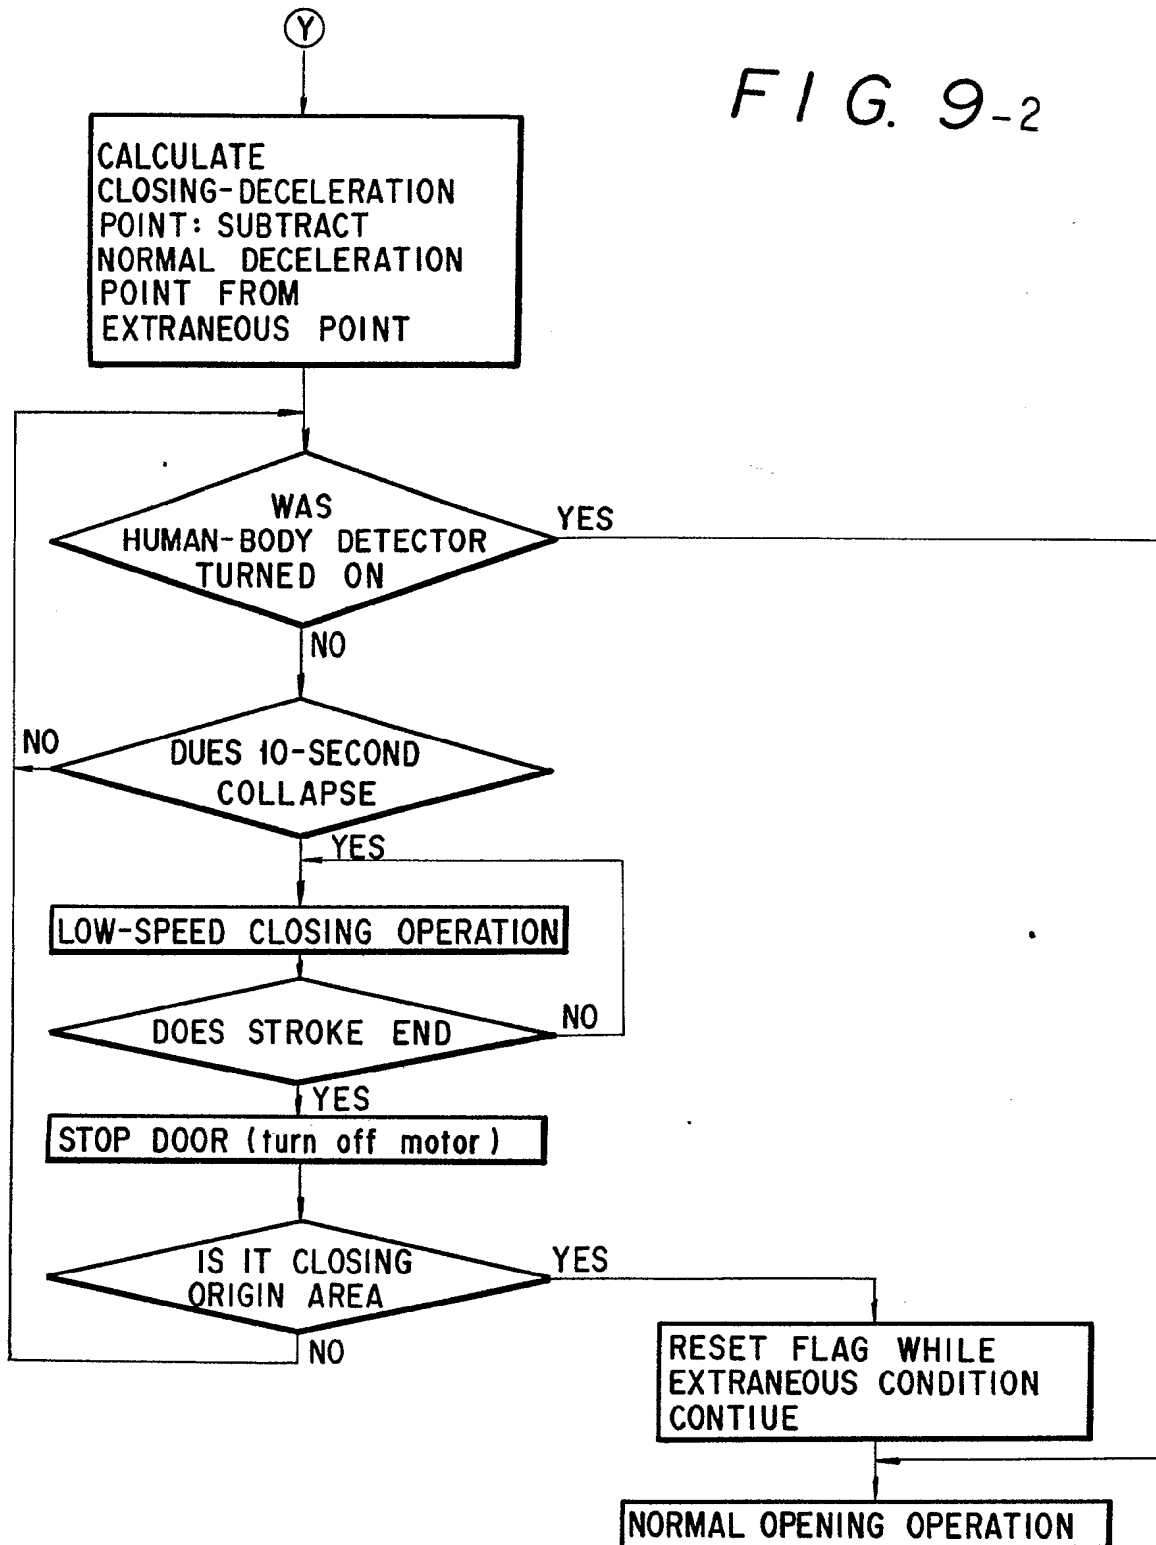 Y
FIG. 9-2
CALCULATE
CLOSING-DECELERATION
POINT: SUBTRACT
NORMAL DECELERATION
POINT FROM
EXTRANEOUS POINT
WAS
HUMAN-BODY DETECTOR
TURNED ON
YES
NO
DUES 10-SECOND
COLLAPSE
NO
YES
LOW-SPEED CLOSING OPERATION
DOES STROKE END
NO
YES
STOP DOOR (turn off motor)
IS IT CLOSING
ORIGIN AREA
YES
NO
RESET FLAG WHILE
EXTRANEOUS CONDITION
CONTIUE
NORMAL OPENING OPERATION